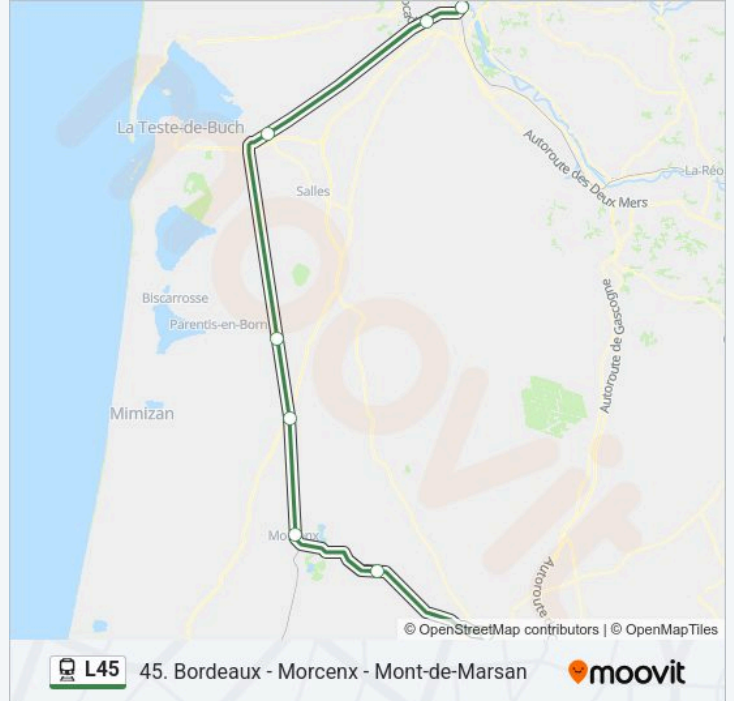 La Teste-de-Buch
Autoroute des Deux Mers
La Réo
Salles
Biscarrosse
Parentis-en-Born
Autoroute de Gascogne
Mimizan
Autoroute
© OpenStreetMap contributors | © OpenMapTiles
L45
45. Bordeaux - Morcenx - Mont-de-Marsan
moovit
moovit